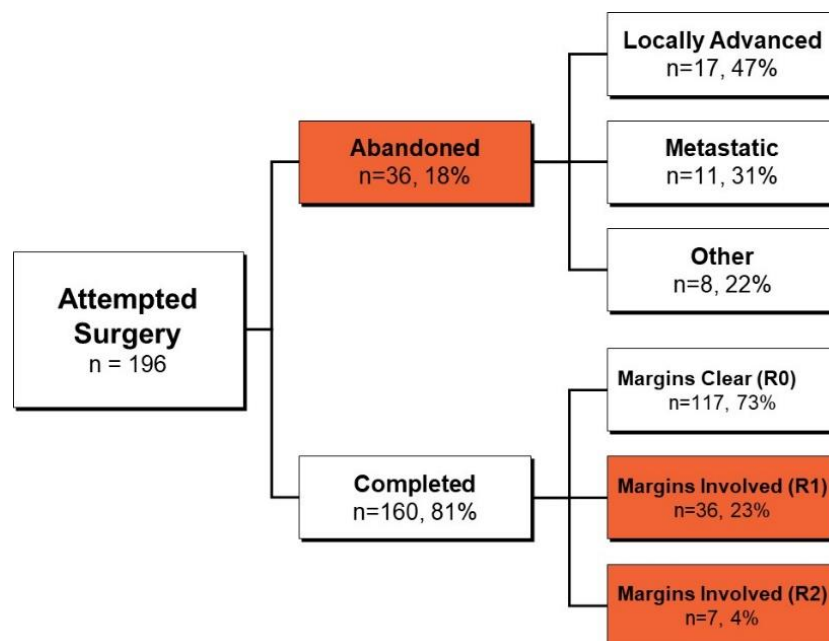 Attempted
Surgery
n = 196
Abandoned
n=36, 18%
Locally Advanced
n=17, 47%
Metastatic
n=11, 31%
Other
n=8, 22%
Completed
n=160, 81%
Margins Clear (R0)
n=117, 73%
Margins Involved (R1)
n=36, 23%
Margins Involved (R2)
n=7, 4%